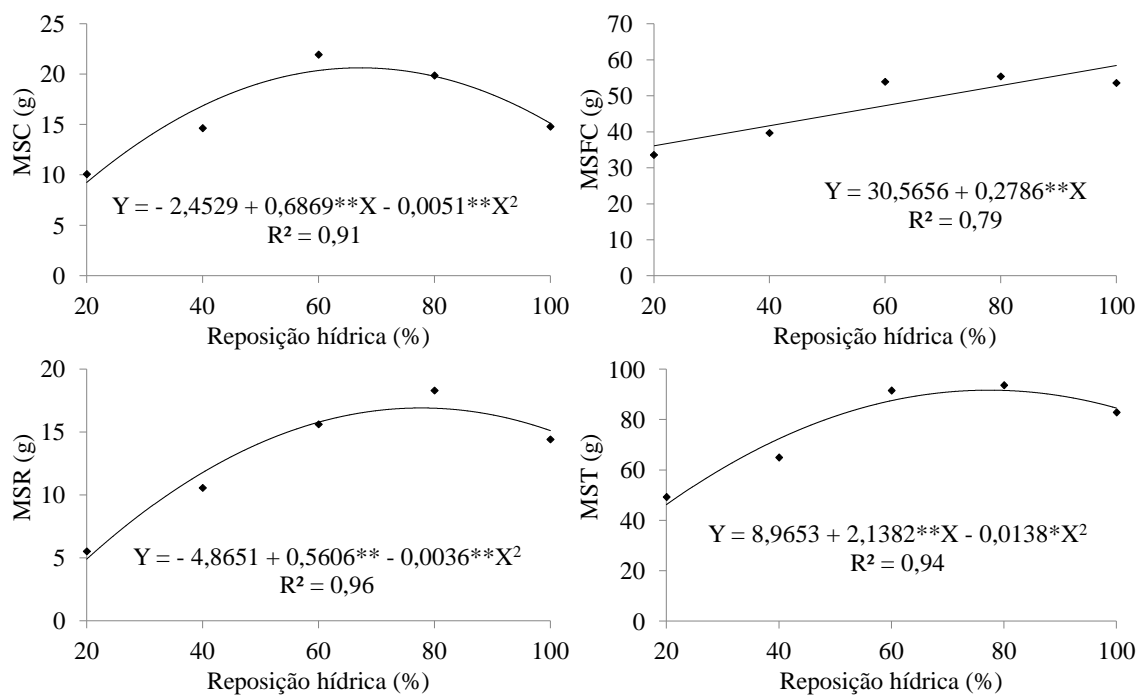 25
20
15
10
5
0
MSC (g)
Y = - 2,4529 + 0,6869**X - 0,0051**X²
R² = 0,91
20 40 60 80 100
Reposição hídrica (%)
70
60
50
40
30
20
10
0
MSFC (g)
Y = 30,5656 + 0,2786**X
R² = 0,79
20 40 60 80 100
Reposição hídrica (%)
20
15
10
5
0
MSR (g)
Y = - 4,8651 + 0,5606** - 0,0036**X²
R² = 0,96
20 40 60 80 100
Reposição hídrica (%)
100
80
60
40
20
0
MST (g)
Y = 8,9653 + 2,1382**X - 0,0138*X²
R² = 0,94
20 40 60 80 100
Reposição hídrica (%)